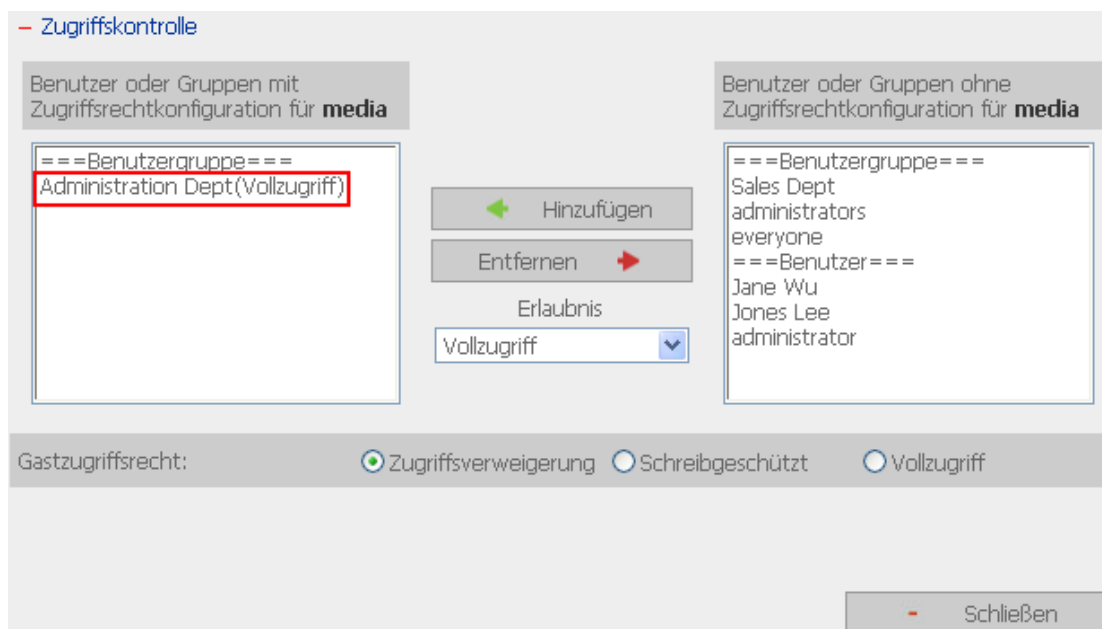 – Zugriffskontrolle
Benutzer oder Gruppen mit
Zugriffsrechtkonfiguration für media
===Benutzergruppe===
Administration Dept(Vollzugriff)
Hinzufügen
Entfernen
Erlaubnis
Vollzugriff
Benutzer oder Gruppen ohne
Zugriffsrechtkonfiguration für media
===Benutzergruppe===
Sales Dept
administrators
everyone
===Benutzer===
Jane Wu
Jones Lee
administrator
Gastzugriffsrecht: Zugriffsverweigerung Schreibgeschützt Vollzugriff
- Schließen